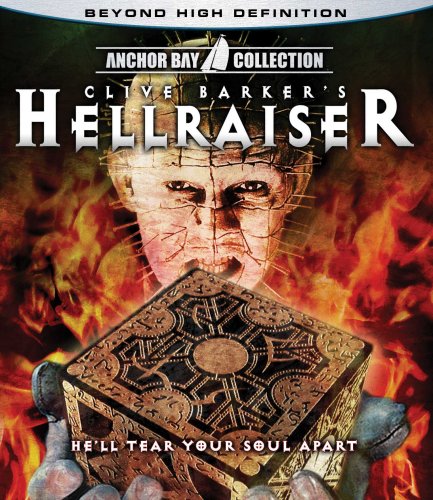 BEYOND HIGH DEFINITION
ANCHOR BAY COLLECTION
CLIVE BARKER'S
HELLRAISER
HE'LL TEAR YOUR SOUL APART